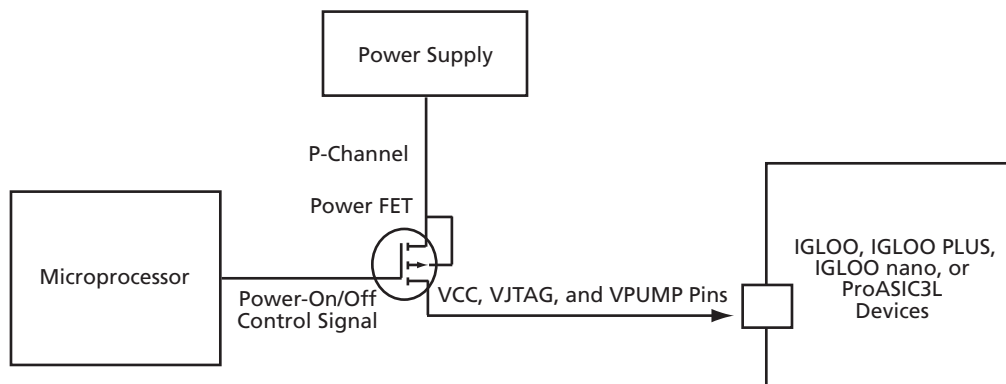 Power Supply
P-Channel
Power FET
Microprocessor
Power-On/Off
Control Signal
VCC, VJTAG, and VPUMP Pins
IGLOO, IGLOO PLUS,
IGLOO nano, or
ProASIC3L
Devices